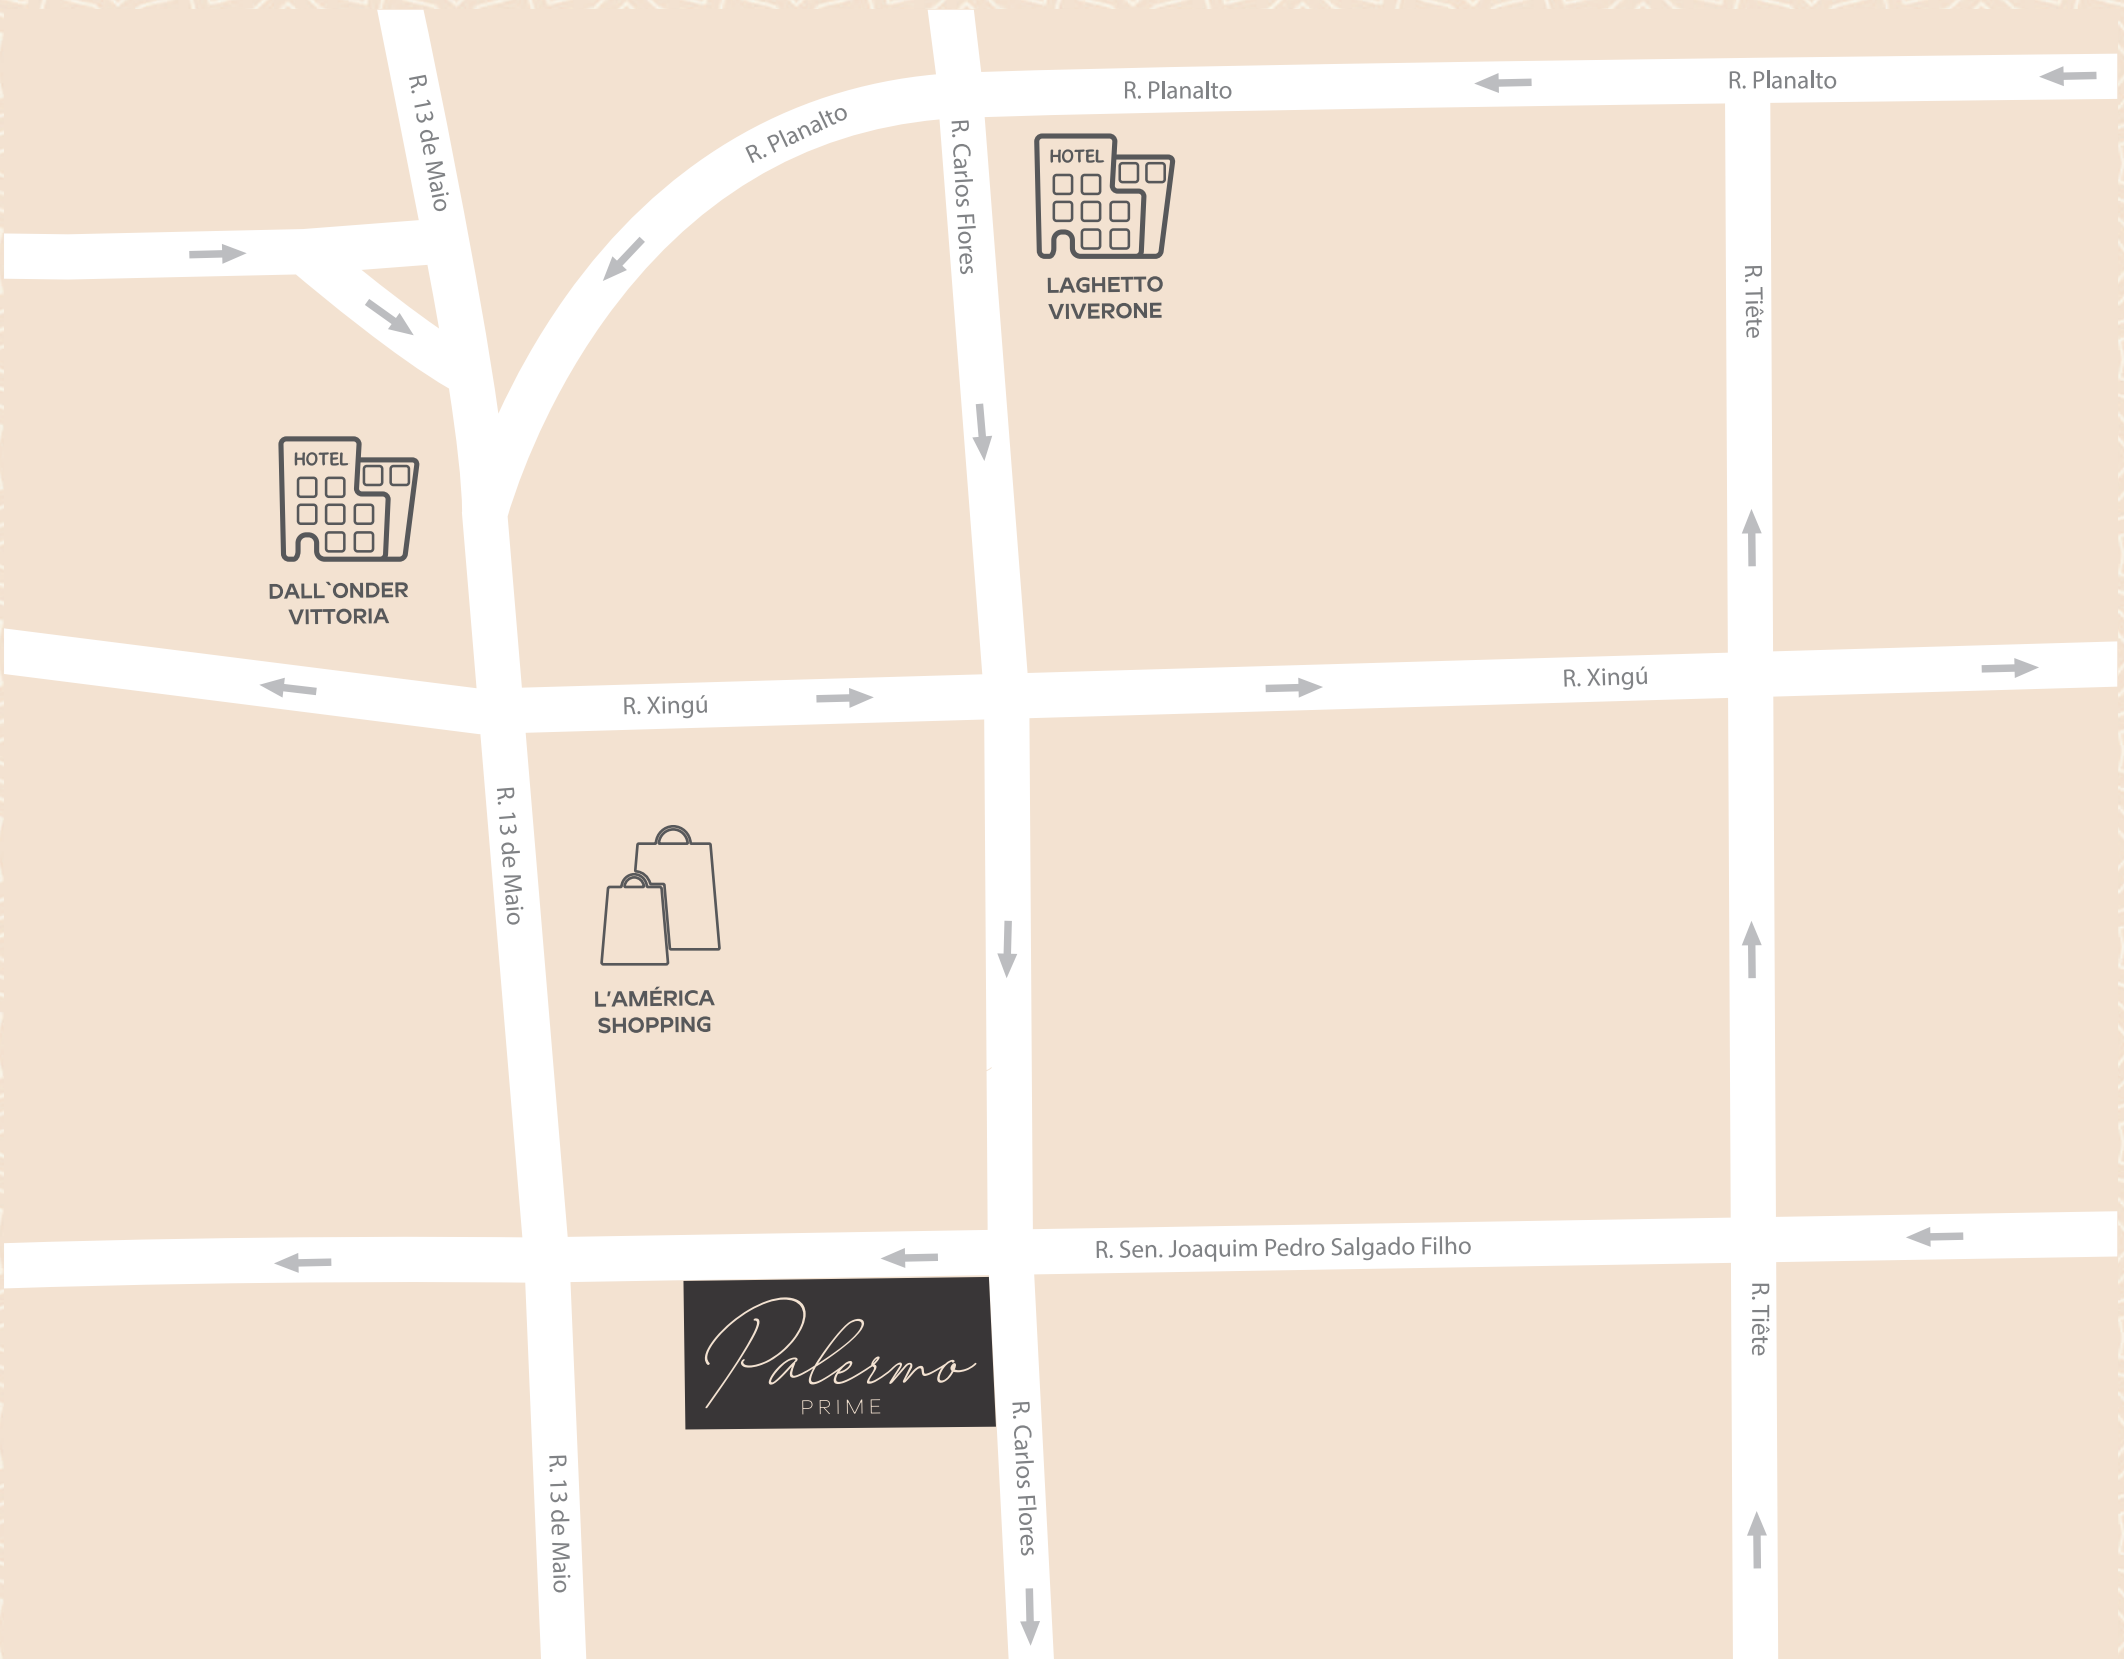 R. Planalto
R. Planalto
R. 13 de Maio
R. Planalto
R. Carlos Flores
HOTEL
LAGHETTO
VIVERONE
R. Tiête
HOTEL
DALL`ONDER
VITTORIA
R. Xingú
R. Xingú
R. 13 de Maio
L'AMÉRICA
SHOPPING
R. Sen. Joaquim Pedro Salgado Filho
Palermo
PRIME
R. Tiête
R. Carlos Flores
R. 13 de Maio